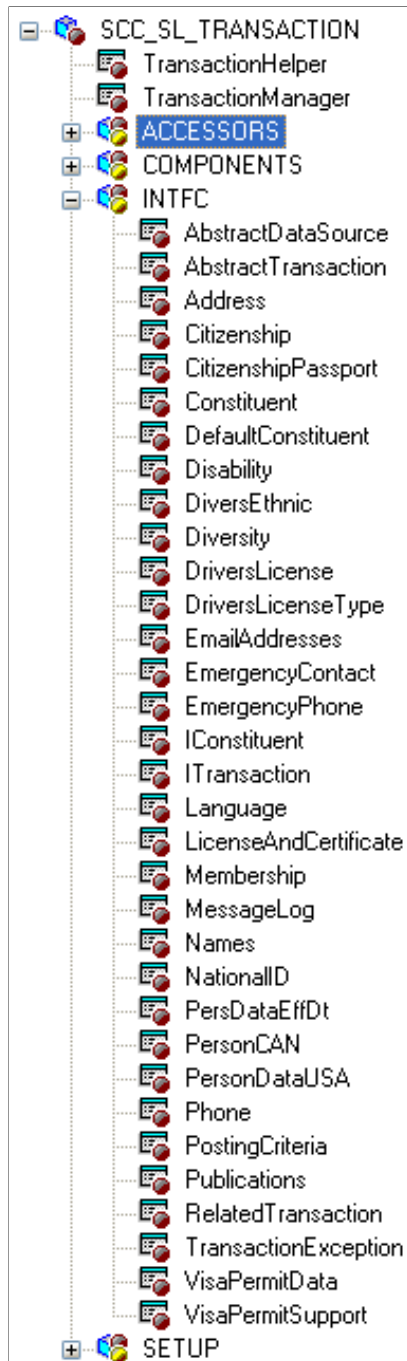 SCC_SL_TRANSACTION
TransactionHelper
TransactionManager
ACCESSORS
COMPONENTS
INTFC
AbstractDataSource
AbstractTransaction
Address
Citizenship
CitizenshipPassport
Constituent
DefaultConstituent
Disability
DiversEthnic
Diversity
DriversLicense
DriversLicenseType
EmailAddresses
EmergencyContact
EmergencyPhone
IConstituent
ITransaction
Language
LicenseAndCertificate
Membership
MessageLog
Names
NationalID
PersDataEffDt
PersonCAN
PersonDataUSA
Phone
PostingCriteria
Publications
RelatedTransaction
TransactionException
VisaPermitData
VisaPermitSupport
SETUP